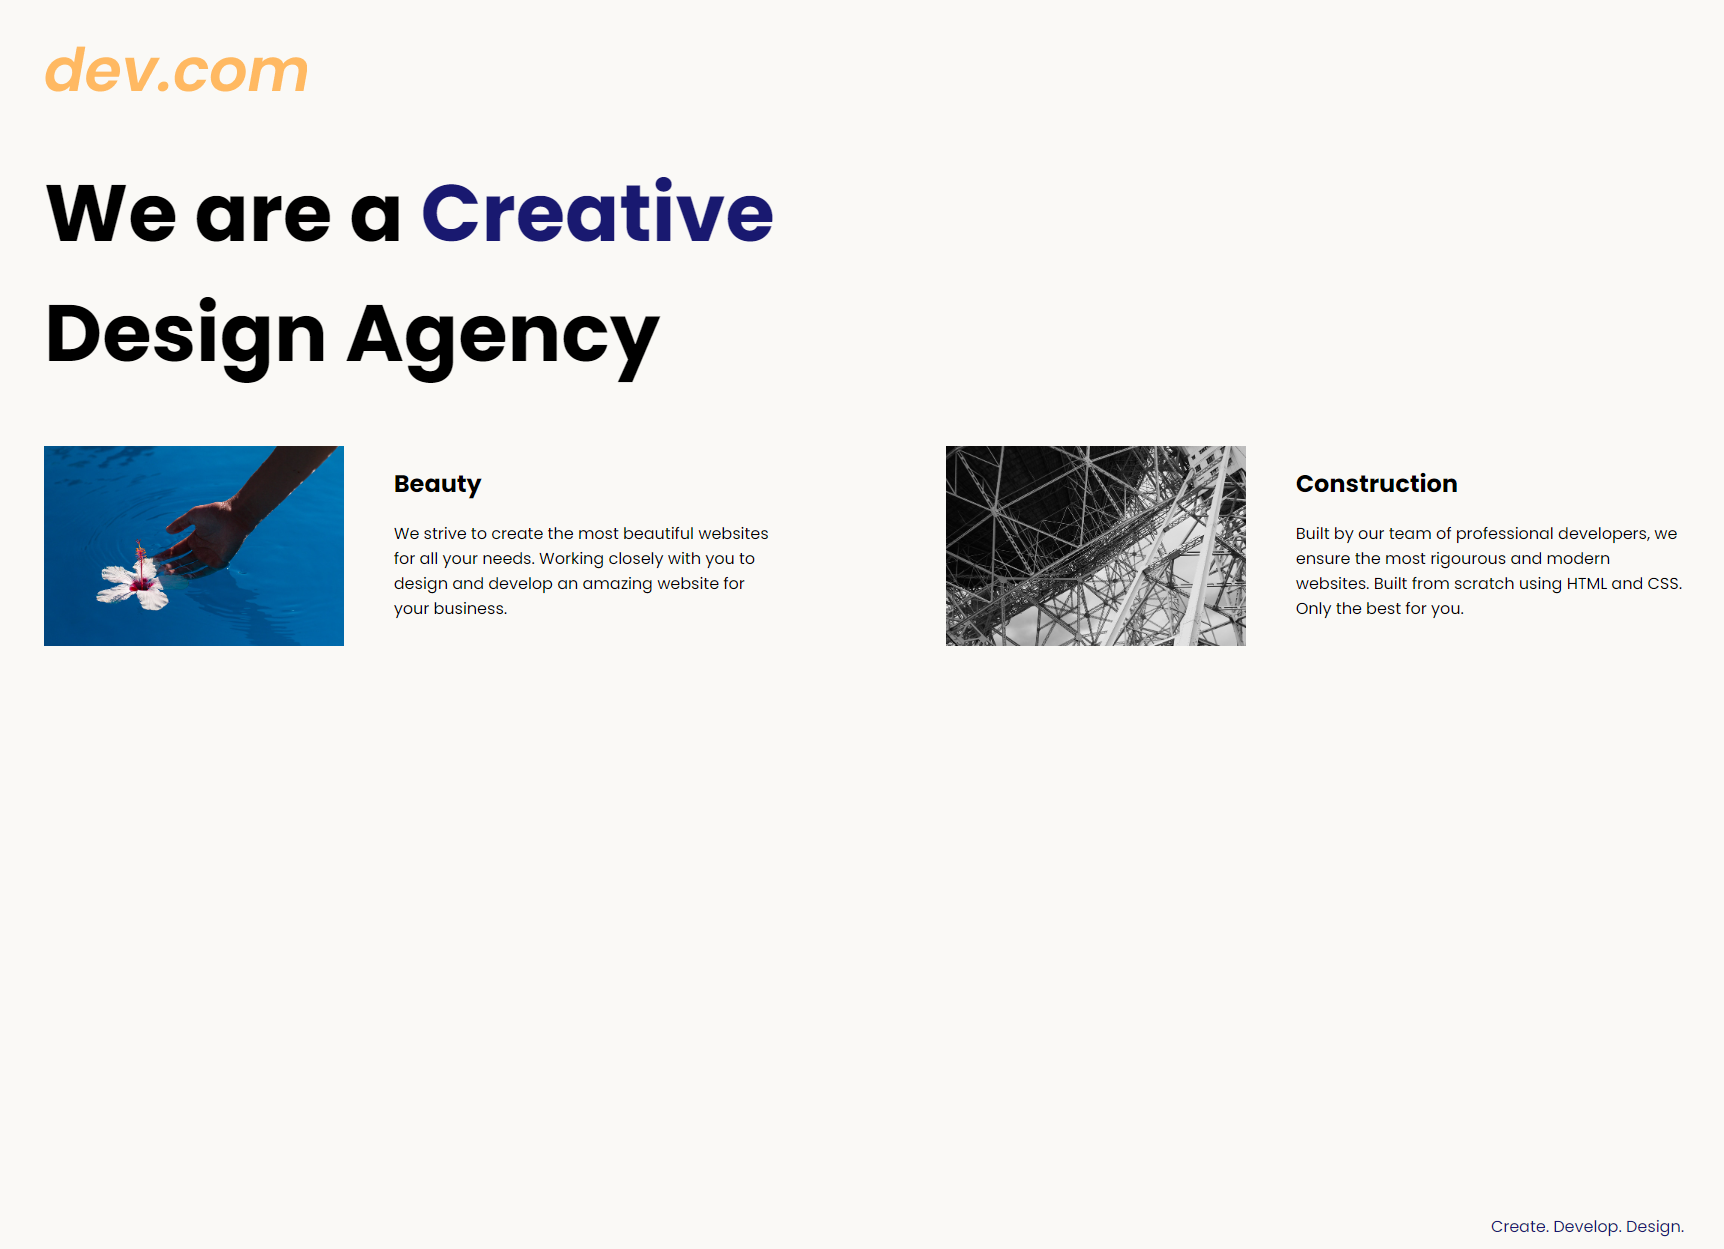 dev.com
We are a Creative
Design Agency
Beauty
We strive to create the most beautiful websites
for all your needs. Working closely with you to
design and develop an amazing website for
your business.
Construction
Built by our team of professional developers, we
ensure the most rigourous and modern
websites. Built from scratch using HTML and CSS.
Only the best for you.
Create. Develop. Design.